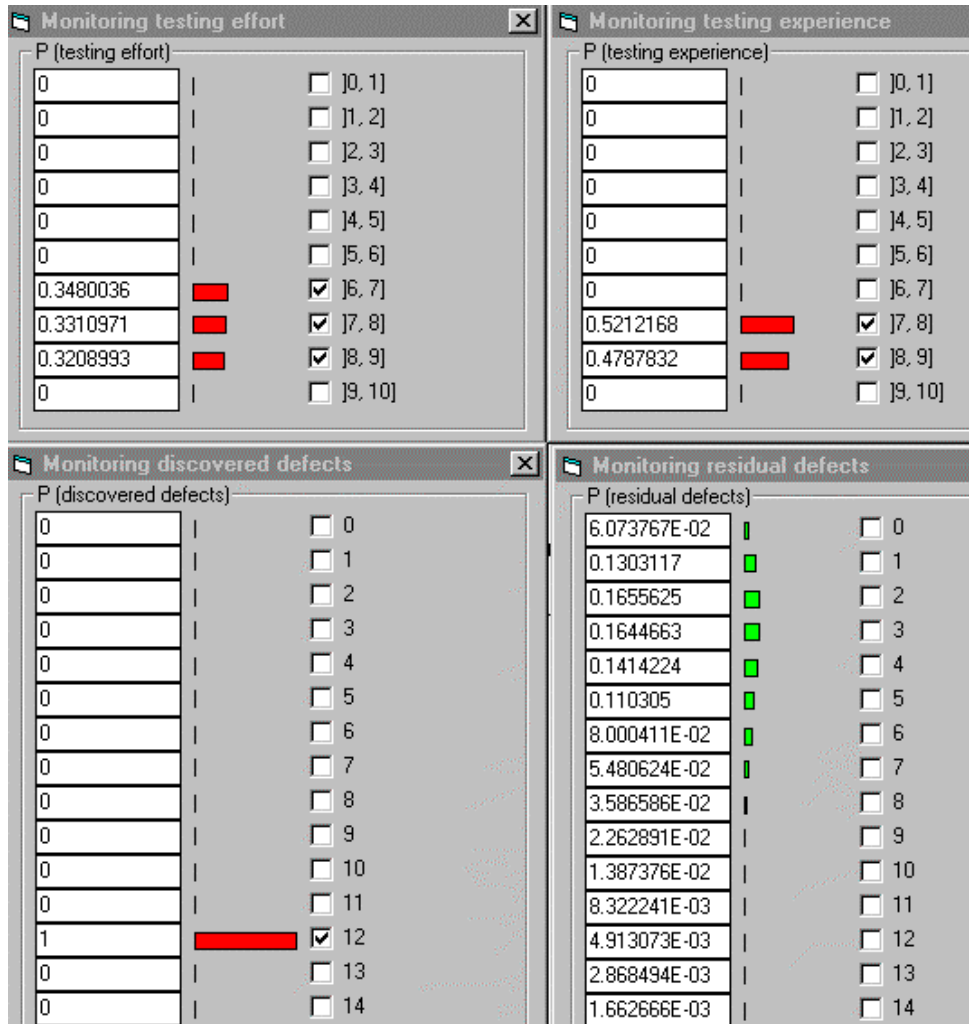 Monitoring testing effort
P (testing effort)
0 ]0, 1]
0 ]1, 2]
0 ]2, 3]
0 ]3, 4]
0 ]4, 5]
0 ]5, 6]
0.3480036 ]6, 7]
0.3310971 ]7, 8]
0.3208993 ]8, 9]
0 ]9, 10]
Monitoring testing experience
P (testing experience)
0 ]0, 1]
0 ]1, 2]
0 ]2, 3]
0 ]3, 4]
0 ]4, 5]
0 ]5, 6]
0 ]6, 7]
0.5212168 ]7, 8]
0.4787832 ]8, 9]
0 ]9, 10]
Monitoring discovered defects
P (discovered defects)
0 0
0 1
0 2
0 3
0 4
0 5
0 6
0 7
0 8
0 9
0 10
0 11
1 12
0 13
0 14
Monitoring residual defects
P (residual defects)
6.073767E-02 0
0.1303117 1
0.1655625 2
0.1644663 3
0.1414224 4
0.110305 5
8.000411E-02 6
5.480624E-02 7
3.586586E-02 8
2.262891E-02 9
1.387376E-02 10
8.322241E-03 11
4.913073E-03 12
2.868494E-03 13
1.662666E-03 14